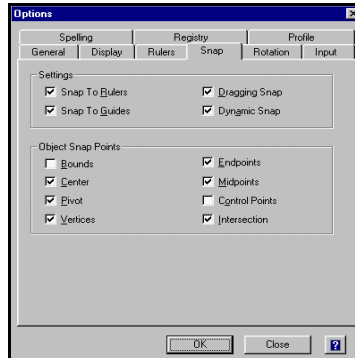 Options
Spelling Registry Profile
General Display Rulers Snap Rotation Input
Settings
Snap To Rulers Dragging Snap
Snap To Guides Dynamic Snap
Object Snap Points
Bounds Endpoints
Center Midpoints
Pivot Control Points
Vertices Intersection
OK Close ?